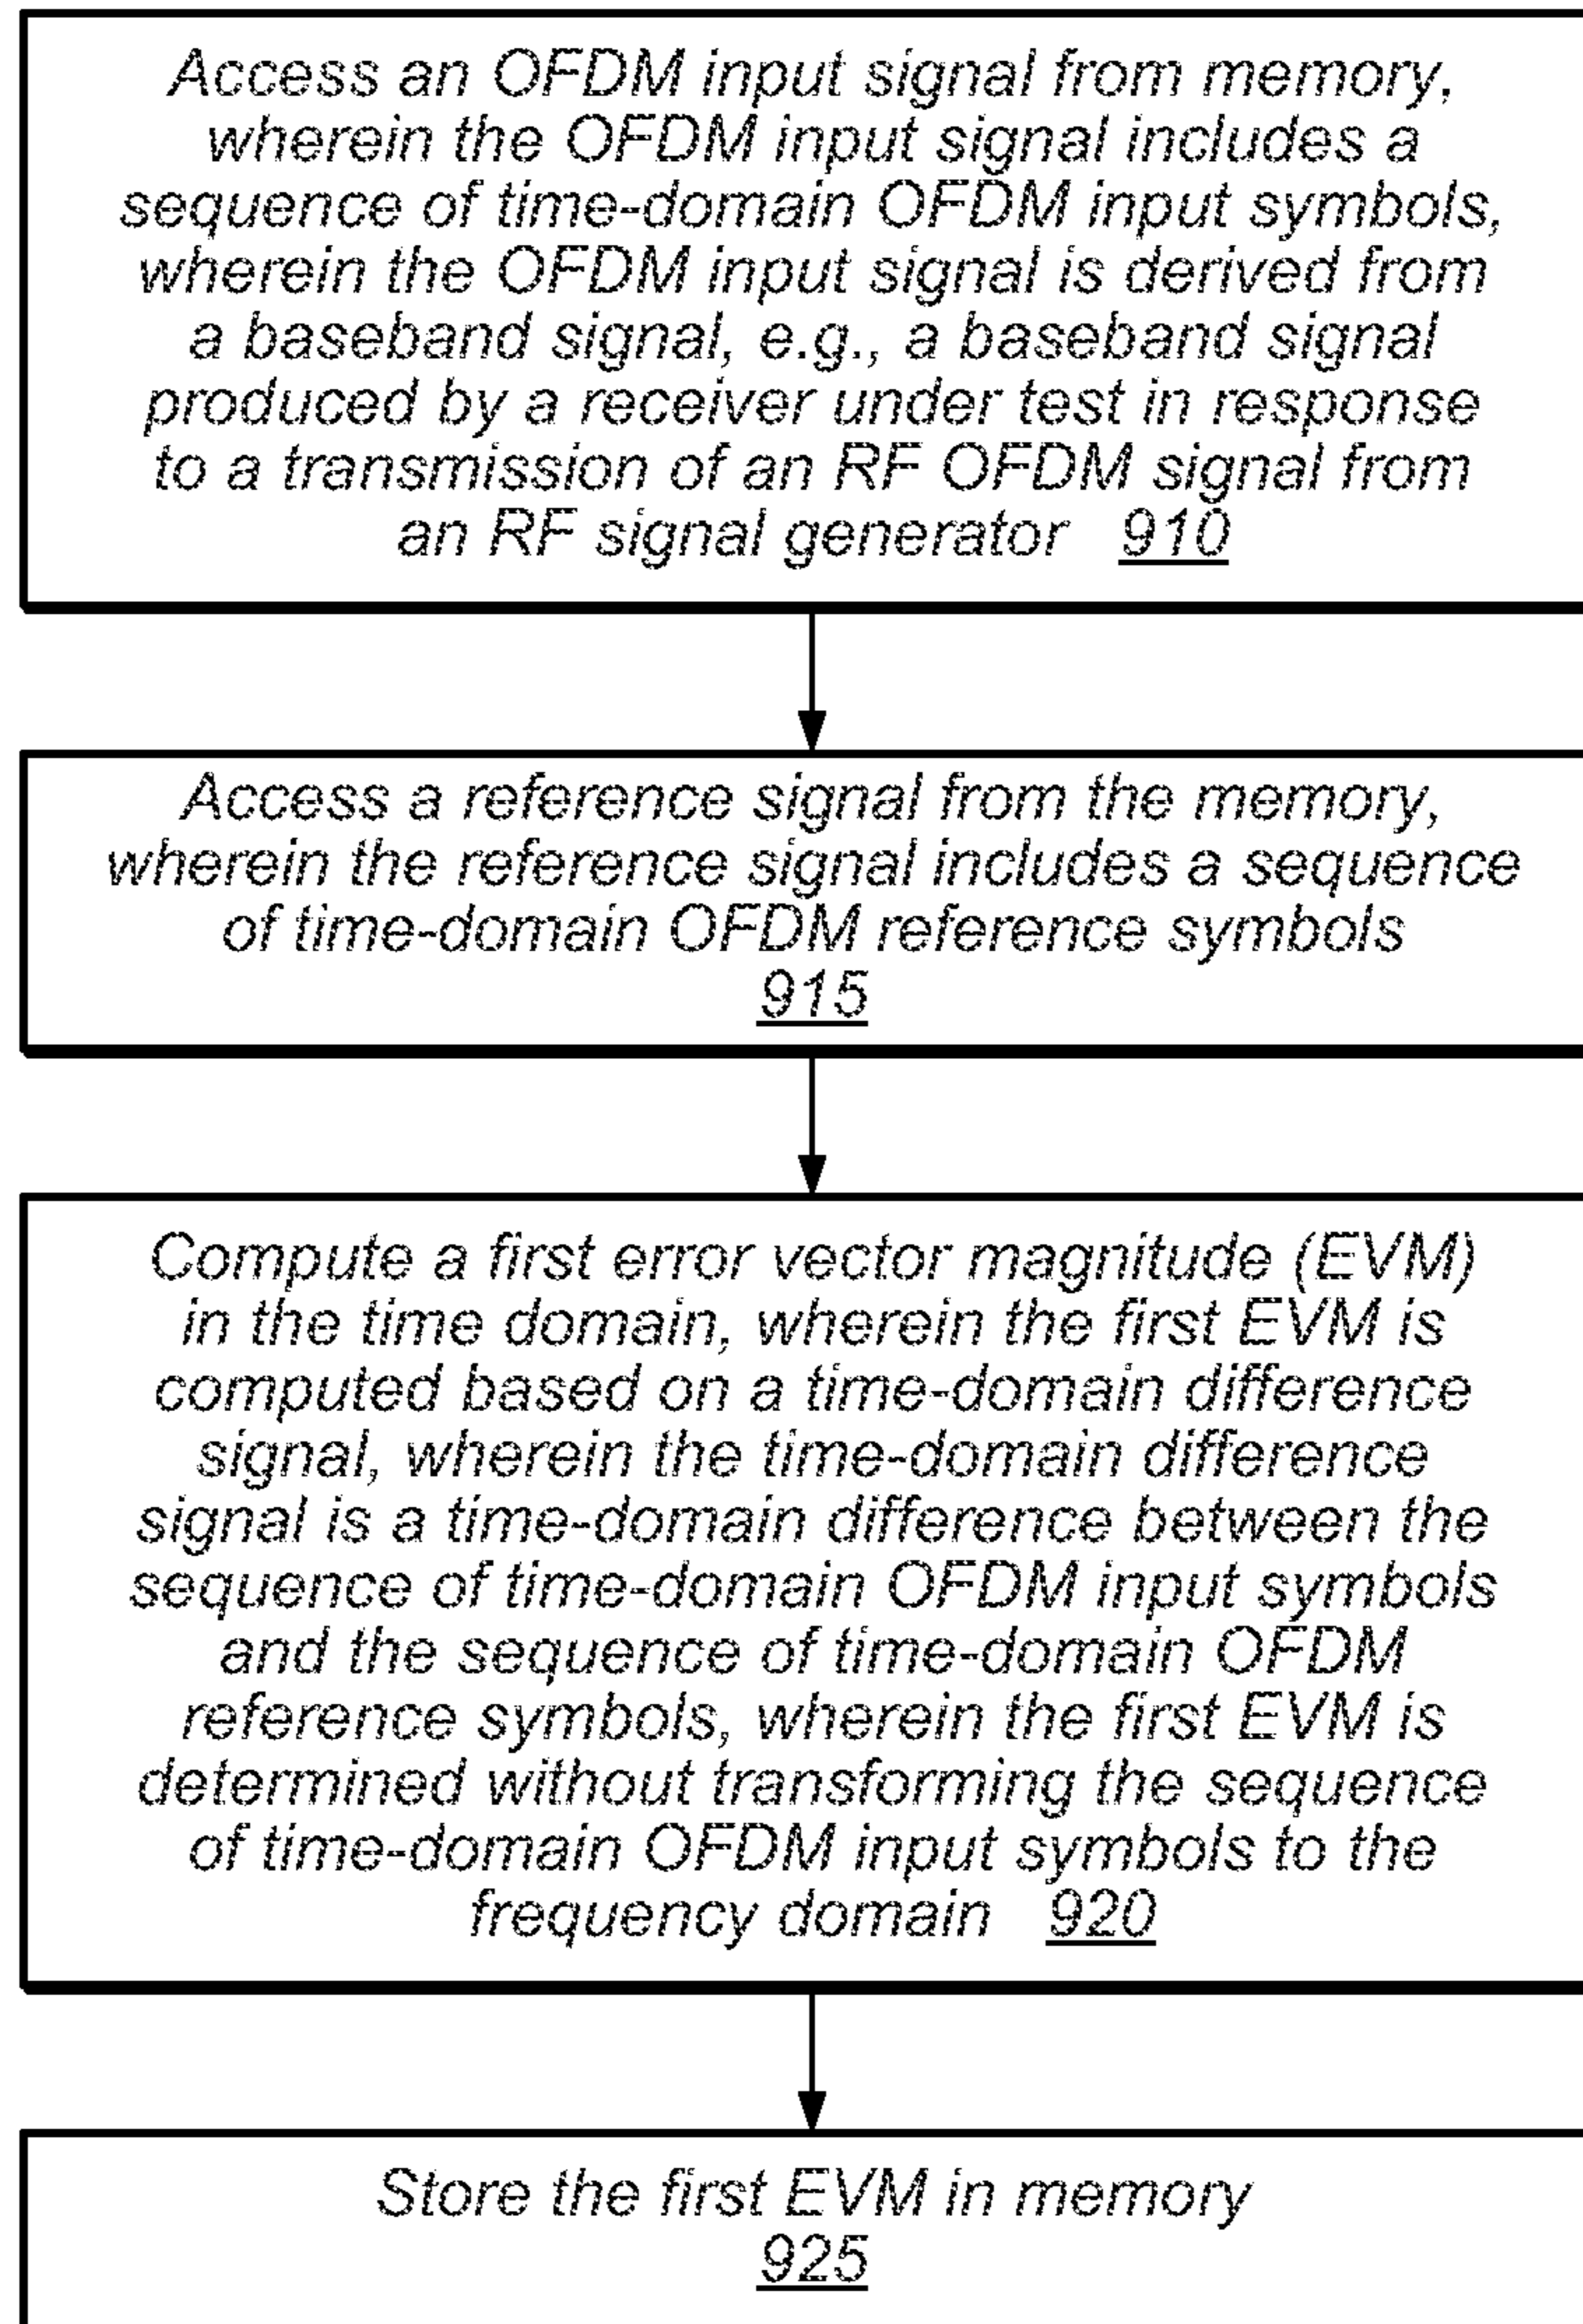 Access an OFDM input signal from memory,
wherein the OFDM input signal includes a
sequence of time-domain OFDM input symbols,
wherein the OFDM input signal is derived from
a baseband signal, e.g., a baseband signal
produced by a receiver under test in response
to a transmission of an RF OFDM signal from
an RF signal generator 910
Access a reference signal from the memory,
wherein the reference signal includes a sequence
of time-domain OFDM reference symbols
915
Compute a first error vector magnitude (EVM)
in the time domain, wherein the first EVM is
computed based on a time-domain difference
signal, wherein the time-domain difference
signal is a time-domain difference between the
sequence of time-domain OFDM input symbols
and the sequence of time-domain OFDM
reference symbols, wherein the first EVM is
determined without transforming the sequence
of time-domain OFDM input symbols to the
frequency domain 920
Store the first EVM in memory
925